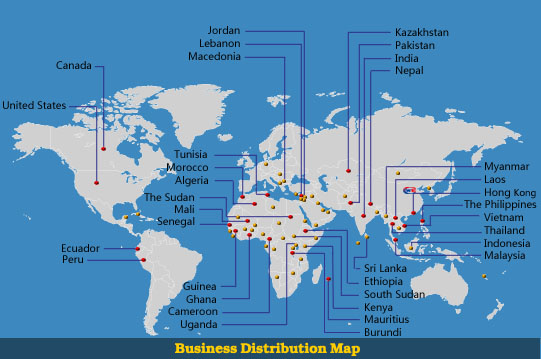 Jordan
Lebanon
Macedonia
Kazakhstan
Pakistan
India
Nepal
Canada
United States
Tunisia
Morocco
Algeria
The Sudan
Mali
Senegal
Myanmar
Laos
Hong Kong
The Philippines
Vietnam
Thailand
Indonesia
Malaysia
Ecuador
Peru
Sri Lanka
Ethiopia
South Sudan
Kenya
Mauritius
Burundi
Guinea
Ghana
Cameroon
Uganda
Business Distribution Map